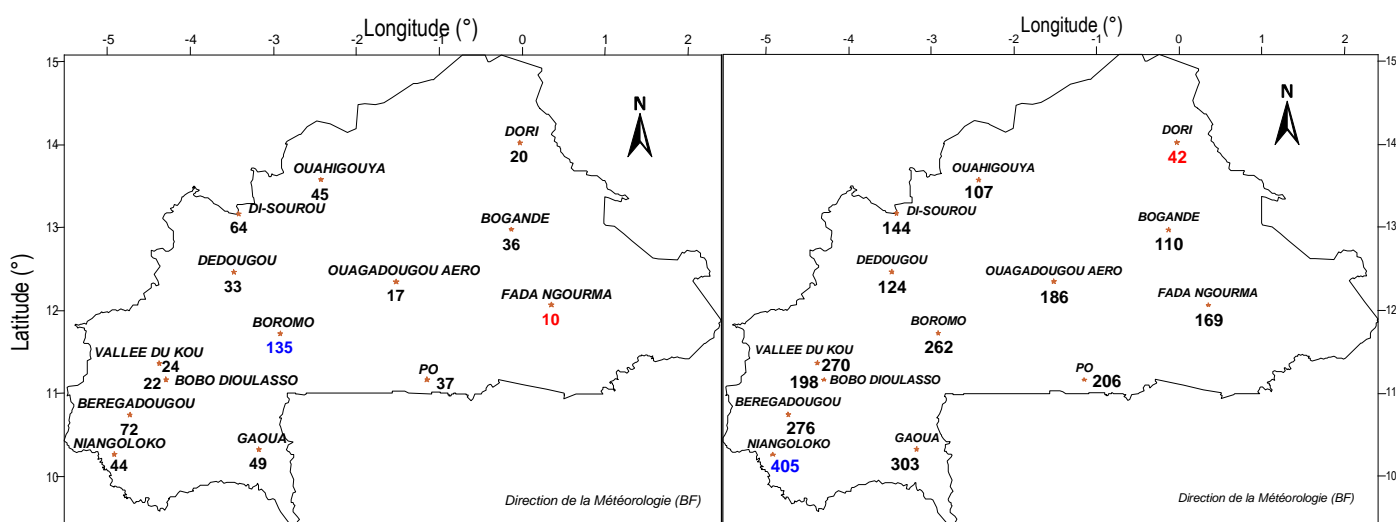 Longitude (°)
-5 -4 -3 -2 -1 0 1 2
15
14
13
12
11
10
Latitude (°)
N
DORI
20
OUAHIGOUYA
45
DI-SOUROU
64
BOGANDE
36
DEDOUGOU
33
OUAGADOUGOU AERO
17
FADA NGOURMA
10
BOROMO
135
VALLEE DU KOU
24
22 BOBO DIOULASSO
PO
37
BEREGADOUGOU
72
NIANGOLOKO
44
GAOUA
49
Direction de la Météorologie (BF)
Longitude (°)
-5 -4 -3 -2 -1 0 1 2
15
14
13
12
11
10
N
DORI
42
OUAHIGOUYA
107
DI-SOUROU
144
BOGANDE
110
DEDOUGOU
124
OUAGADOUGOU AERO
186
FADA NGOURMA
169
BOROMO
262
VALLEE DU KOU
270
198 BOBO DIOULASSO
PO
206
BEREGADOUGOU
276
NIANGOLOKO
405
GAOUA
303
Direction de la Météorologie (BF)